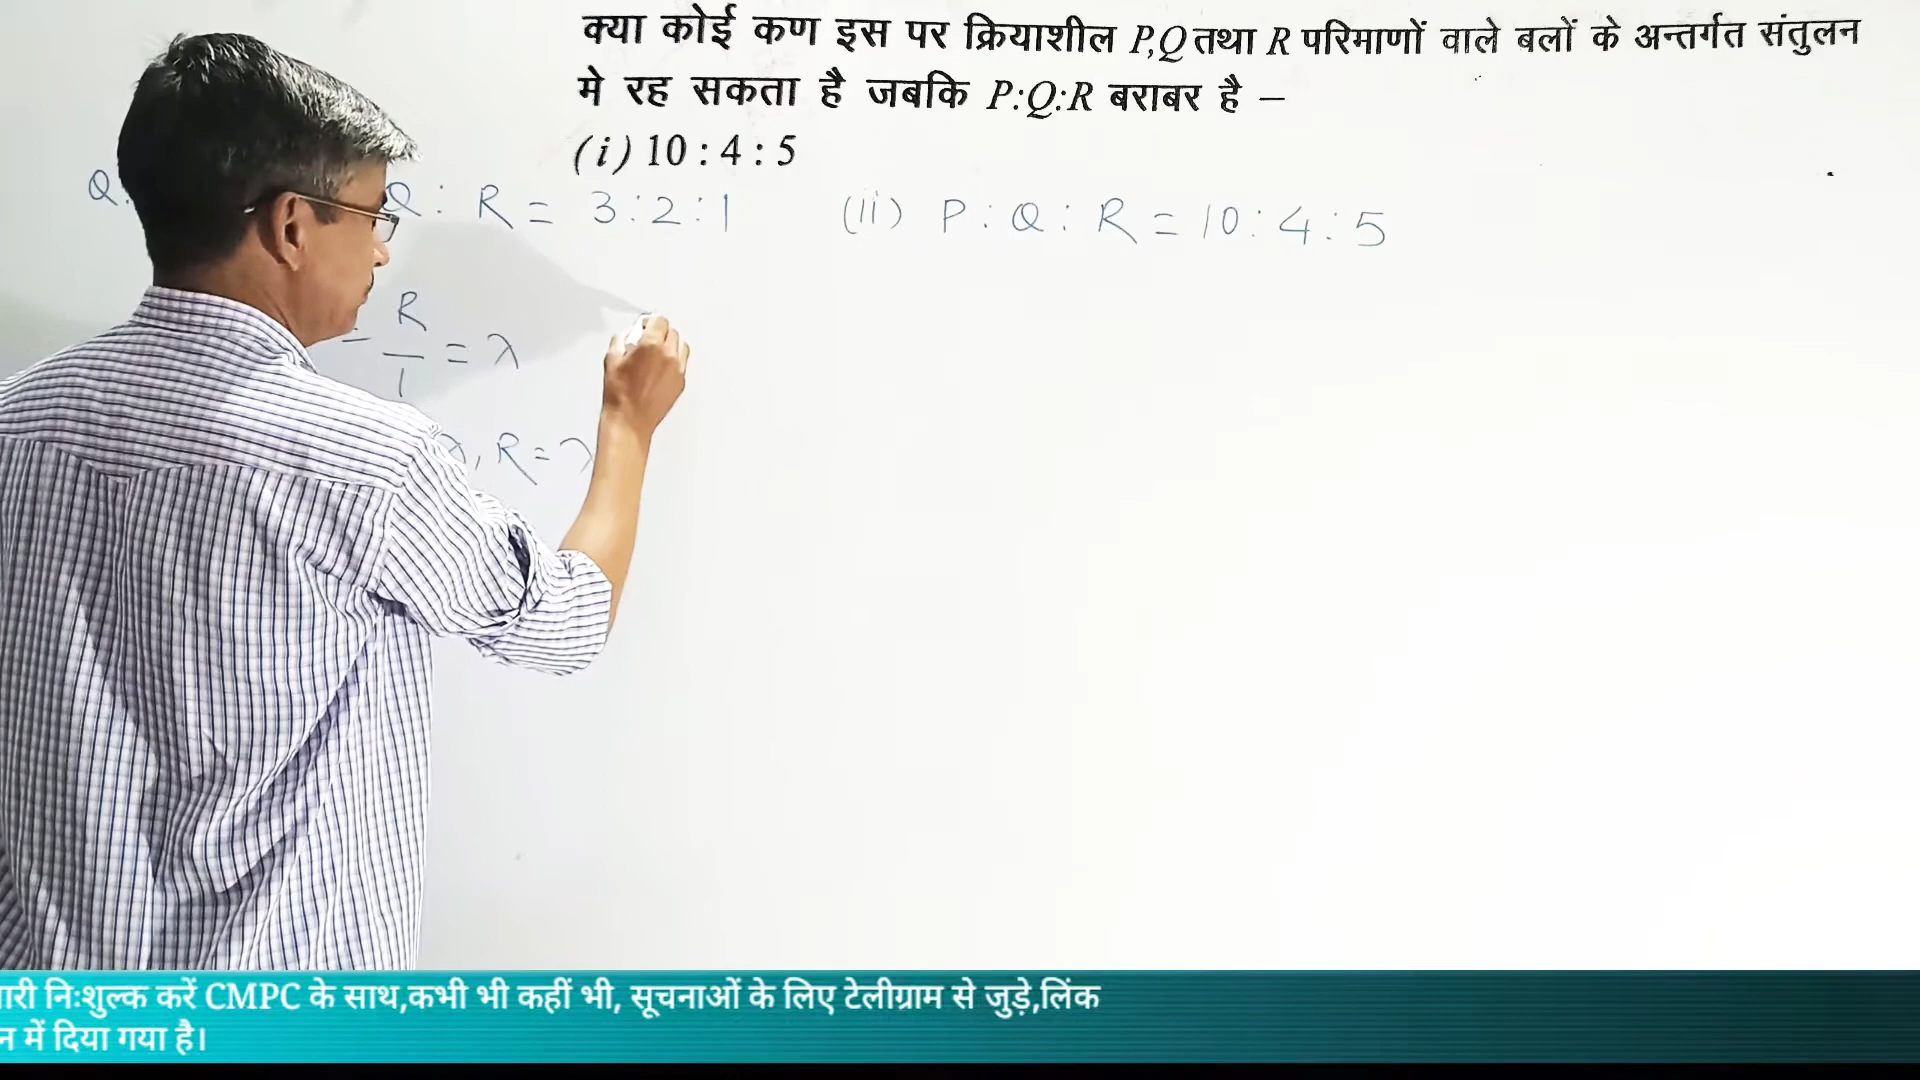 क्या कोई कण इस पर क्रियाशील P,Q तथा R परिमाणों वाले बलों के अन्तर्गत संतुलन
मे रह सकता है जबकि P:Q:R बराबर है –
(i) 10 : 4 : 5
Q. Q : R = 3 : 2 : 1 (ii) P : Q : R = 10 : 4 : 5
= R/1 = λ
λ, R = λ
निःशुल्क करें CMPC के साथ,कभी भी कहीं भी, सूचनाओं के लिए टेलीग्राम से जुड़े,लिंक
में दिया गया है।